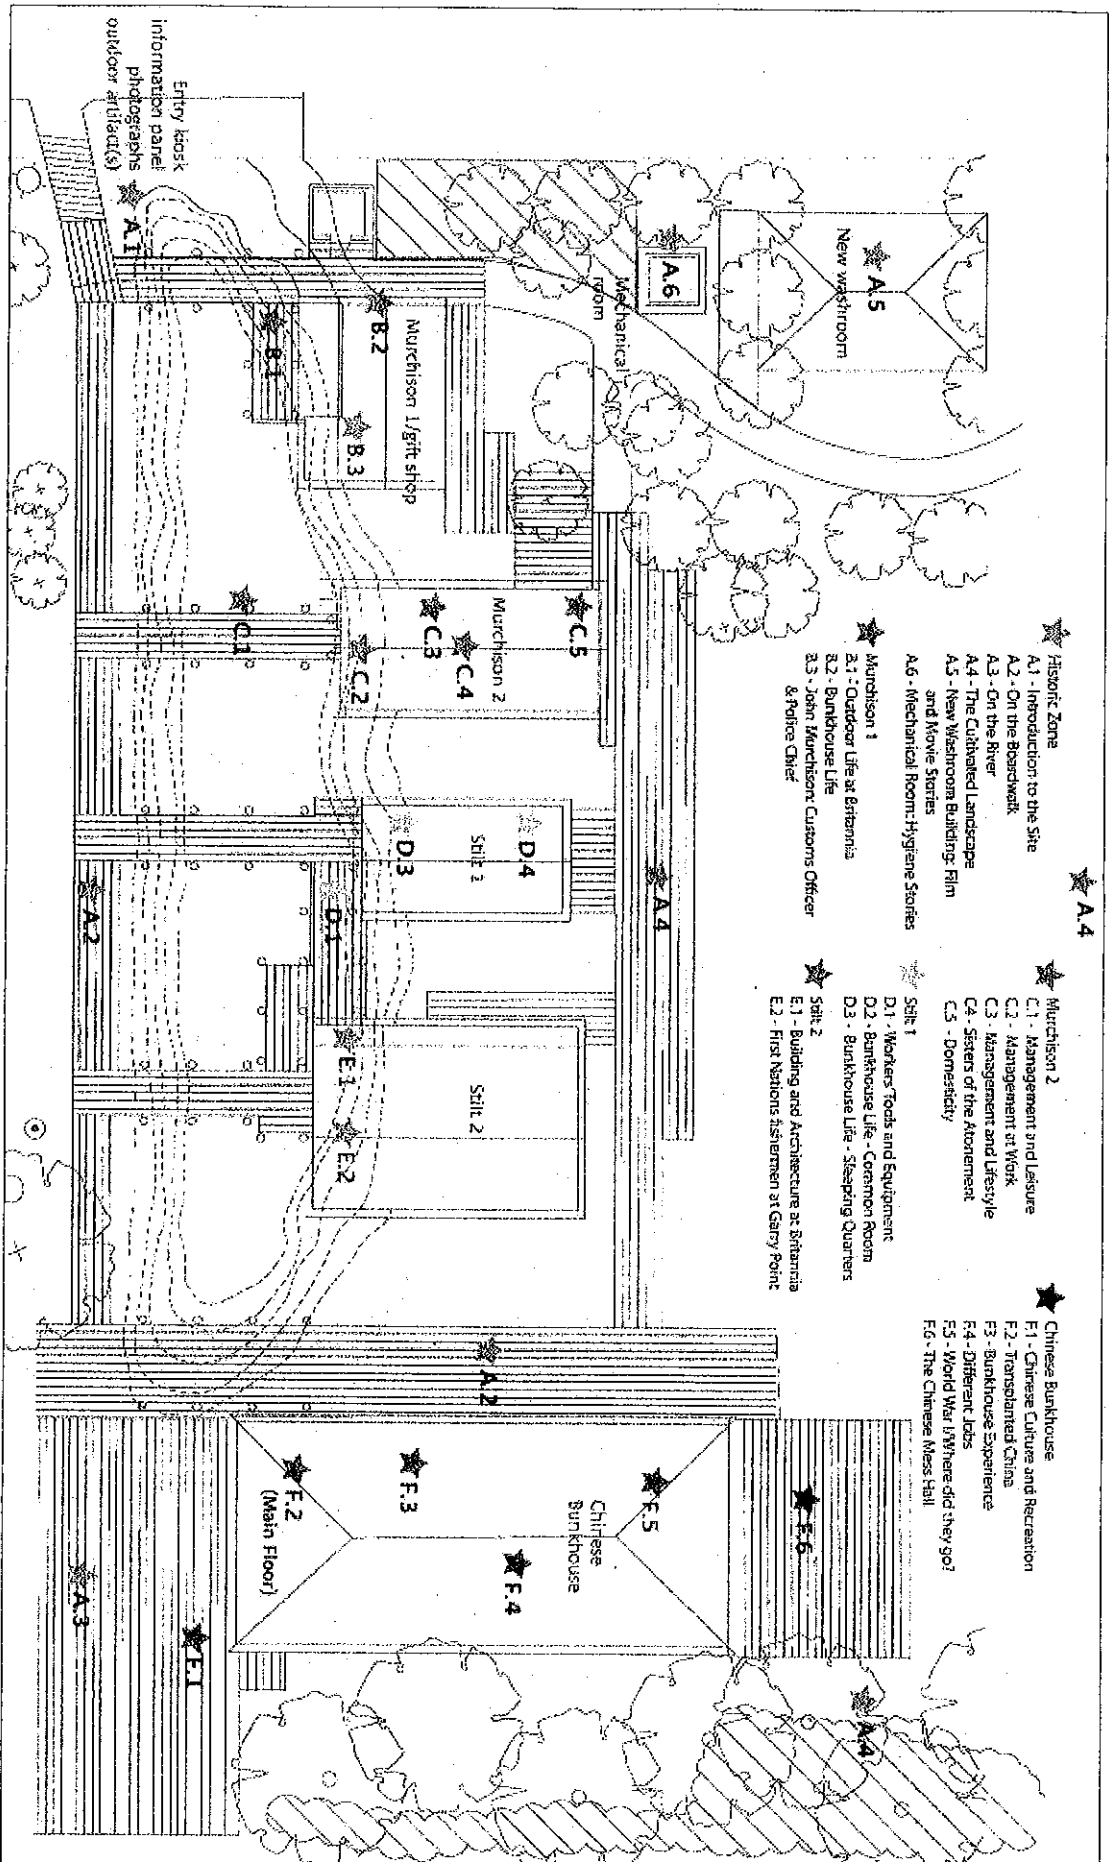 Historic Zone
A.1 - Introduction to the Site
A.2 - On the Boardwalk
A.3 - On the River
A.4 - The Cultivated Landscape
A.5 - New Washroom Building: Film
and Movie Stories
A.6 - Mechanical Room: Hygiene Stories
Murchison 1
B.1 - Outdoor Life at Britannia
B.2 - Bunkhouse Life
B.3 - John Murchison: Customs Officer
& Police Chief
A.4
Murchison 2
C.1 - Management and Leisure
C.2 - Management at Work
C.3 - Management and Lifestyle
C.4 - Sisters of the Atonement
C.5 - Domesticity
Stilt 1
D.1 - Workers Tools and Equipment
D.2 - Bunkhouse Life - Common Room
D.3 - Bunkhouse Life - Sleeping Quarters
Stilt 2
E.1 - Building and Architecture at Britannia
E.2 - First Nations fishermen at Garry Point
Chinese Bunkhouse
F.1 - Chinese Culture and Recreation
F.2 - Transplanted China
F.3 - Bunkhouse Experience
F.4 - Different Jobs
F.5 - World War I/Where did they go?
F.6 - The Chinese Mess Hall
A.5
New washroom
A.6
Mechanical
room
B.2
Murchison 1/gift shop
B.1
B.3
Entry kiosk
information panel
photographs
outdoor artifact(s)
A.1
C.5
Murchison 2
C.4
C.3
C.2
C.1
A.4
D.4
Stilt 1
D.3
D.1
A.2
Stilt 2
E.1
E.2
A.2
F.6
F.5
Chinese
Bunkhouse
F.4
F.3
F.2
(Main Floor)
F.1
A.3
A.4